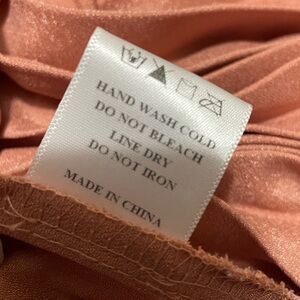 HAND WASH COLD
DO NOT BLEACH
LINE DRY
DO NOT IRON
MADE IN CHINA